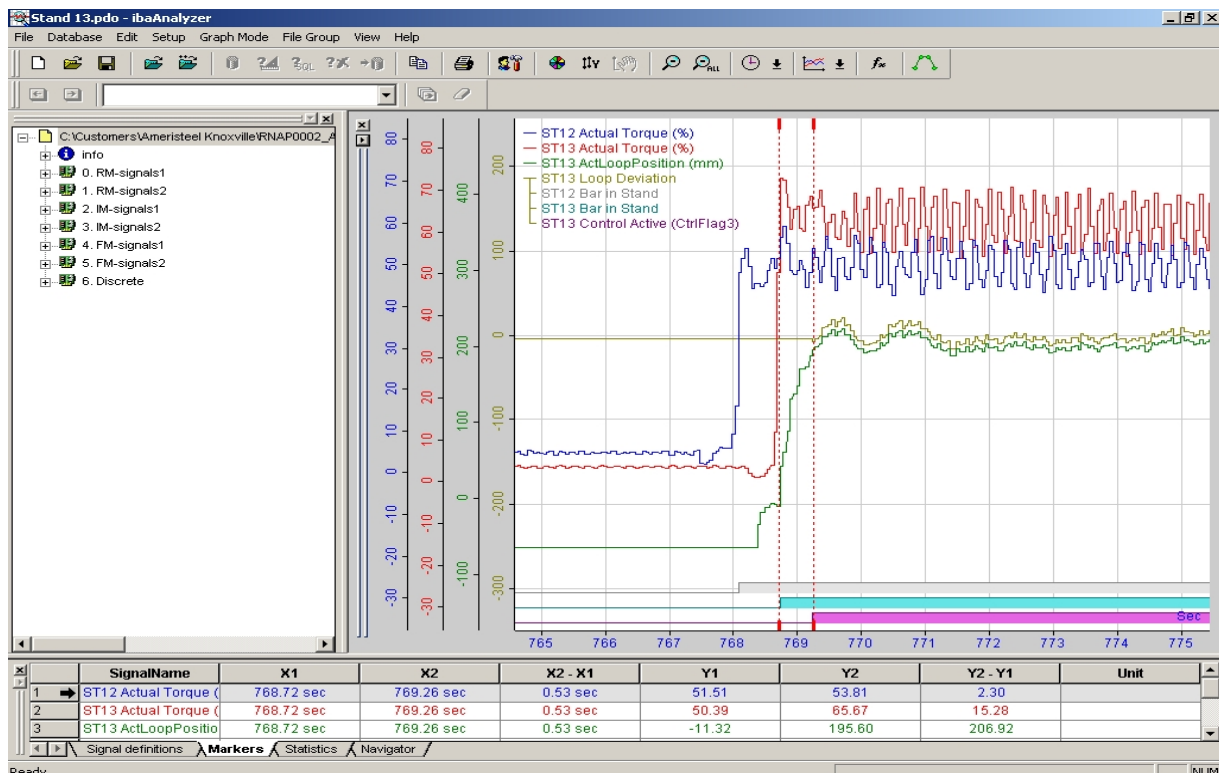 Stand 13.pdo - ibaAnalyzer
File Database Edit Setup Graph Mode File Group View Help
C:\Customers\Ameristeel Knoxville\RNAP0002_A
info
0. RM-signals1
1. RM-signals2
2. IM-signals1
3. IM-signals2
4. FM-signals1
5. FM-signals2
6. Discrete
ST12 Actual Torque (%)
ST13 Actual Torque (%)
ST13 ActLoopPosition (mm)
ST13 Loop Deviation
ST12 Bar in Stand
ST13 Bar in Stand
ST13 Control Active (CtrlFlag3)
80 70 60 50 40 30 20 10 0 -10 -20 -30
80 70 60 50 40 30 20 10 0 -10 -20 -30
400 300 200 100 0 -100
200 100 0 -100 -200 -300
Sec
765 766 767 768 769 770 771 772 773 774 775
SignalName X1 X2 X2 - X1 Y1 Y2 Y2 - Y1 Unit
1 ST12 Actual Torque ( 768.72 sec 769.26 sec 0.53 sec 51.51 53.81 2.30
2 ST13 Actual Torque ( 768.72 sec 769.26 sec 0.53 sec 50.39 65.67 15.28
3 ST13 ActLoopPositio 768.72 sec 769.26 sec 0.53 sec -11.32 195.60 206.92
Signal definitions Markers Statistics Navigator
Ready NUM